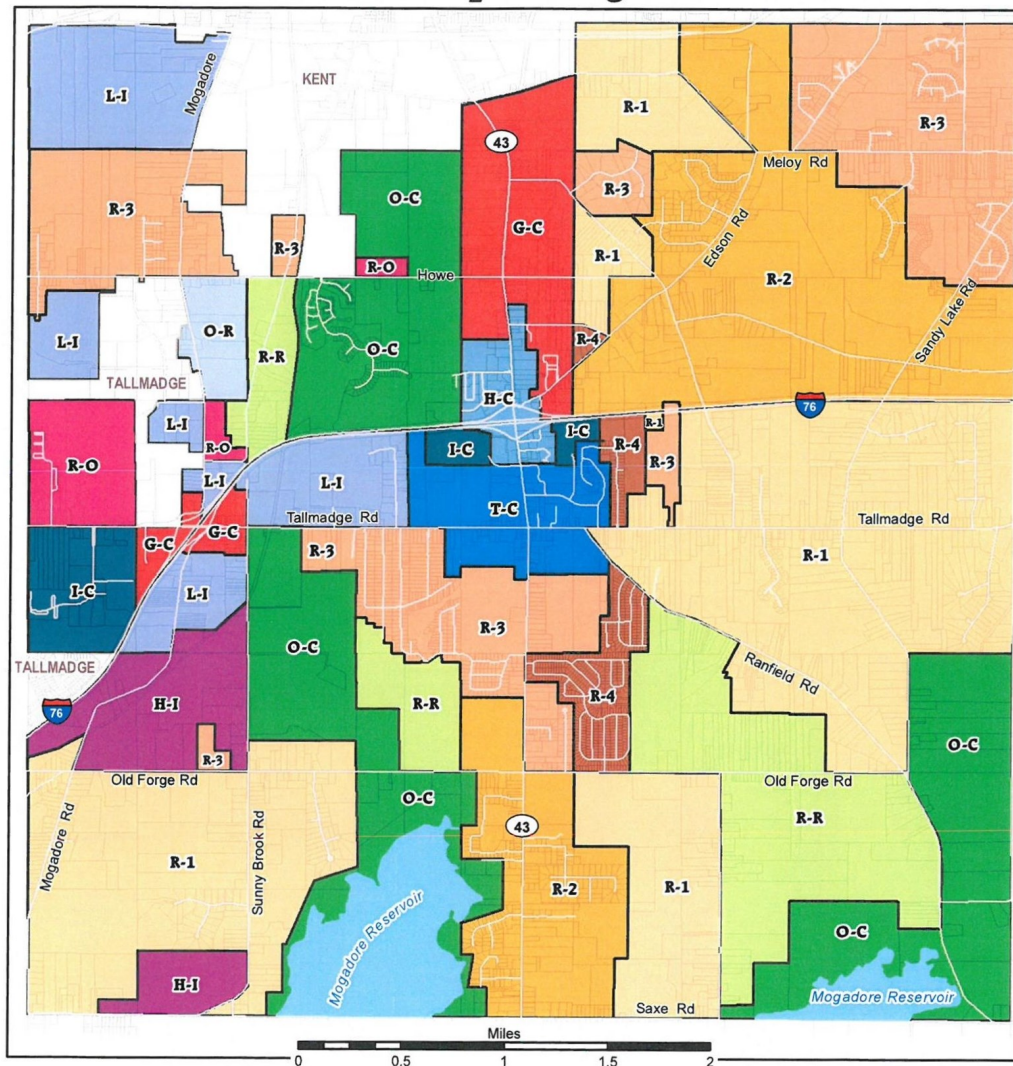 KENT
L-I
Mogadore
43
R-1
R-3
Meloy Rd
R-3
O-C
R-3
G-C
R-3
R-1
Edson Rd
R-O
Howe
R-2
Sandy Lake Rd
L-I
O-R
R-R
O-C
R-4
TALLMADGE
H-C
76
L-I
R-1
I-C
R-O
R-O
I-C
R-4
R-3
L-I
L-I
T-C
Tallmadge Rd
Tallmadge Rd
G-C
G-C
R-3
R-1
I-C
L-I
R-3
O-C
TALLMADGE
Ranfield Rd
R-4
76
H-I
R-R
O-C
R-3
Old Forge Rd
Old Forge Rd
O-C
Mogadore Rd
Sunny Brook Rd
43
R-R
R-1
R-2
R-1
Mogadore Reservoir
O-C
H-I
Mogadore Reservoir
Saxe Rd
Miles
0 0.5 1 1.5 2